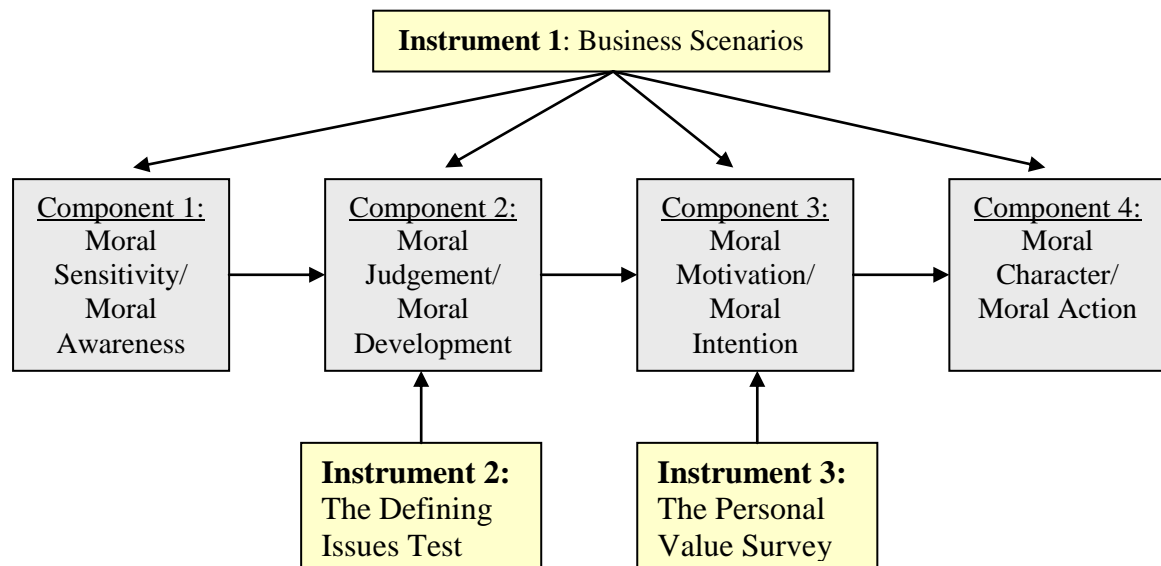 Instrument 1: Business Scenarios
Component 1:
Moral
Sensitivity/
Moral
Awareness
Component 2:
Moral
Judgement/
Moral
Development
Component 3:
Moral
Motivation/
Moral
Intention
Component 4:
Moral
Character/
Moral Action
Instrument 2:
The Defining
Issues Test
Instrument 3:
The Personal
Value Survey